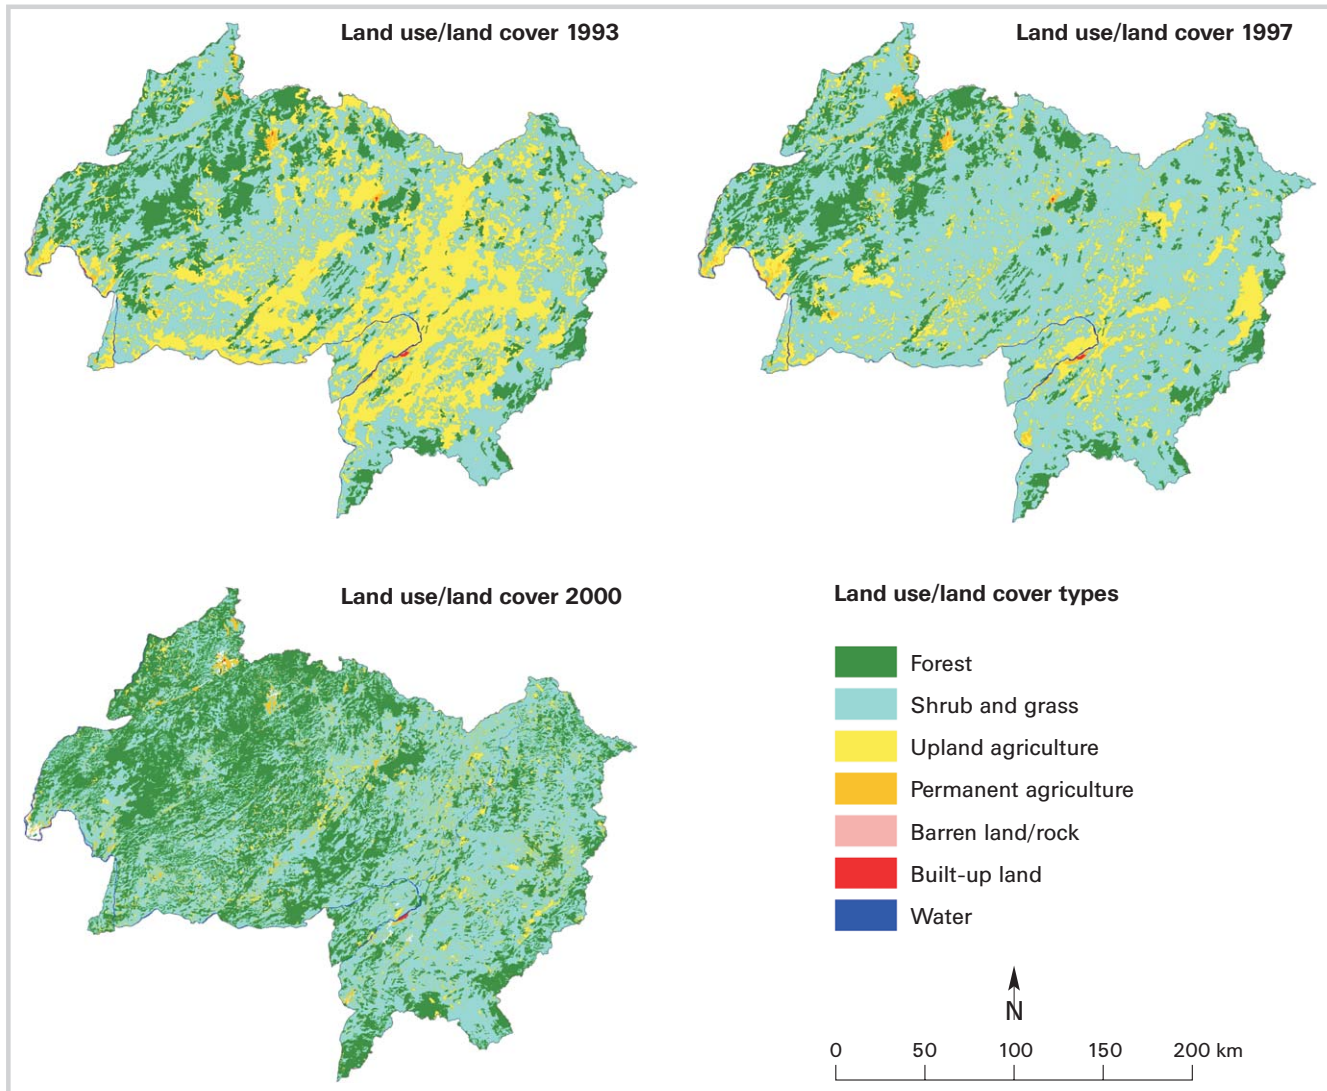 Land use/land cover 1993
Land use/land cover 1997
Land use/land cover 2000
Land use/land cover types
Forest
Shrub and grass
Upland agriculture
Permanent agriculture
Barren land/rock
Built-up land
Water
N
0 50 100 150 200 km